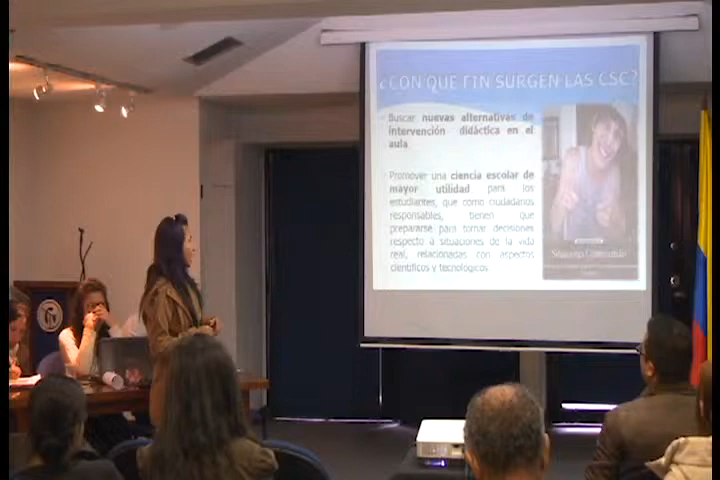 ¿CON QUE FIN SURGEN LAS CSC?
Buscar nuevas alternativas de
intervención didáctica en el
aula
Promover una ciencia escolar de
mayor utilidad para los
estudiantes, que como ciudadanos
responsables, tienen que
prepararse para tomar decisiones
respecto a situaciones de la vida
real, relacionadas con aspectos
científicos y tecnológicos